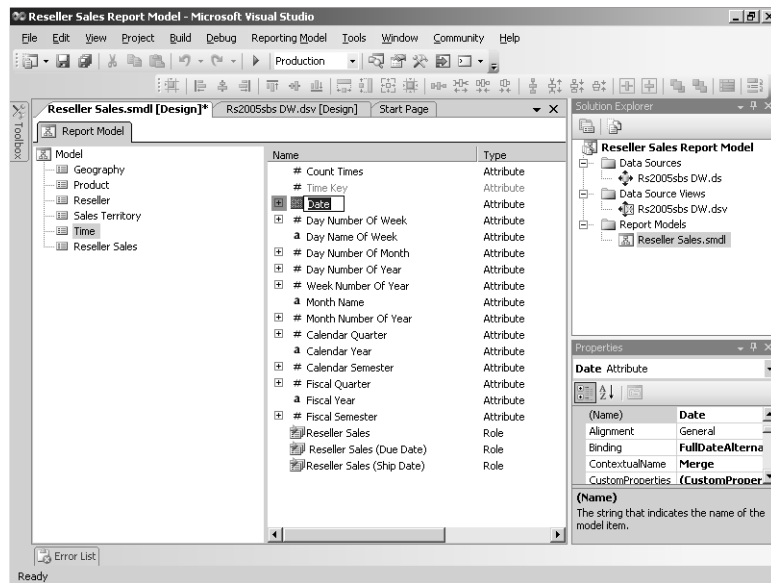 Reseller Sales Report Model - Microsoft Visual Studio
File Edit View Project Build Debug Reporting Model Tools Window Community Help
Production
Toolbox
Reseller Sales.smdl [Design]* Rs2005sbs DW.dsv [Design] Start Page
Report Model
Model
Geography
Product
Reseller
Sales Territory
Time
Reseller Sales
Name Type
# Count Times Attribute
# Time Key Attribute
Date Attribute
# Day Number Of Week Attribute
a Day Name Of Week Attribute
# Day Number Of Month Attribute
# Day Number Of Year Attribute
# Week Number Of Year Attribute
a Month Name Attribute
# Month Number Of Year Attribute
# Calendar Quarter Attribute
a Calendar Year Attribute
# Calendar Semester Attribute
# Fiscal Quarter Attribute
a Fiscal Year Attribute
# Fiscal Semester Attribute
Reseller Sales Role
Reseller Sales (Due Date) Role
Reseller Sales (Ship Date) Role
Solution Explorer
Reseller Sales Report Model
Data Sources
Rs2005sbs DW.ds
Data Source Views
Rs2005sbs DW.dsv
Report Models
Reseller Sales.smdl
Properties
Date Attribute
(Name) Date
Alignment General
Binding FullDateAlterna
ContextualName Merge
CustomProperties (CustomProper
(Name)
The string that indicates the name of the
model item.
Error List
Ready